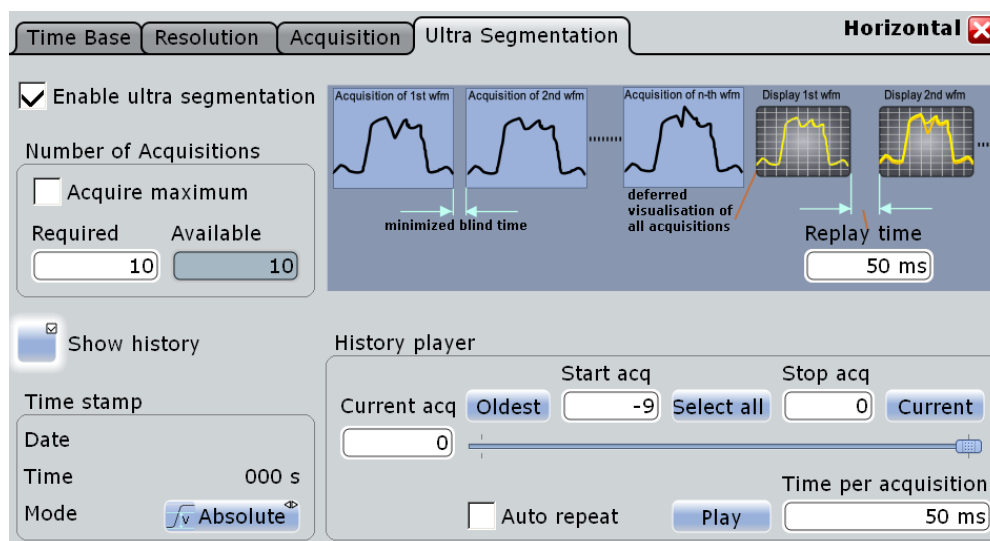 Time Base Resolution Acquisition Ultra Segmentation Horizontal
Enable ultra segmentation
Acquisition of 1st wfm Acquisition of 2nd wfm Acquisition of n-th wfm Display 1st wfm Display 2nd wfm
Number of Acquisitions
Acquire maximum
Required Available
10 10
minimized blind time
deferred
visualisation of
all acquisitions
Replay time
50 ms
Show history
History player
Start acq Stop acq
Current acq Oldest -9 Select all 0 Current
0
Time stamp
Date
Time 000 s
Mode Absolute
Time per acquisition
Auto repeat Play 50 ms